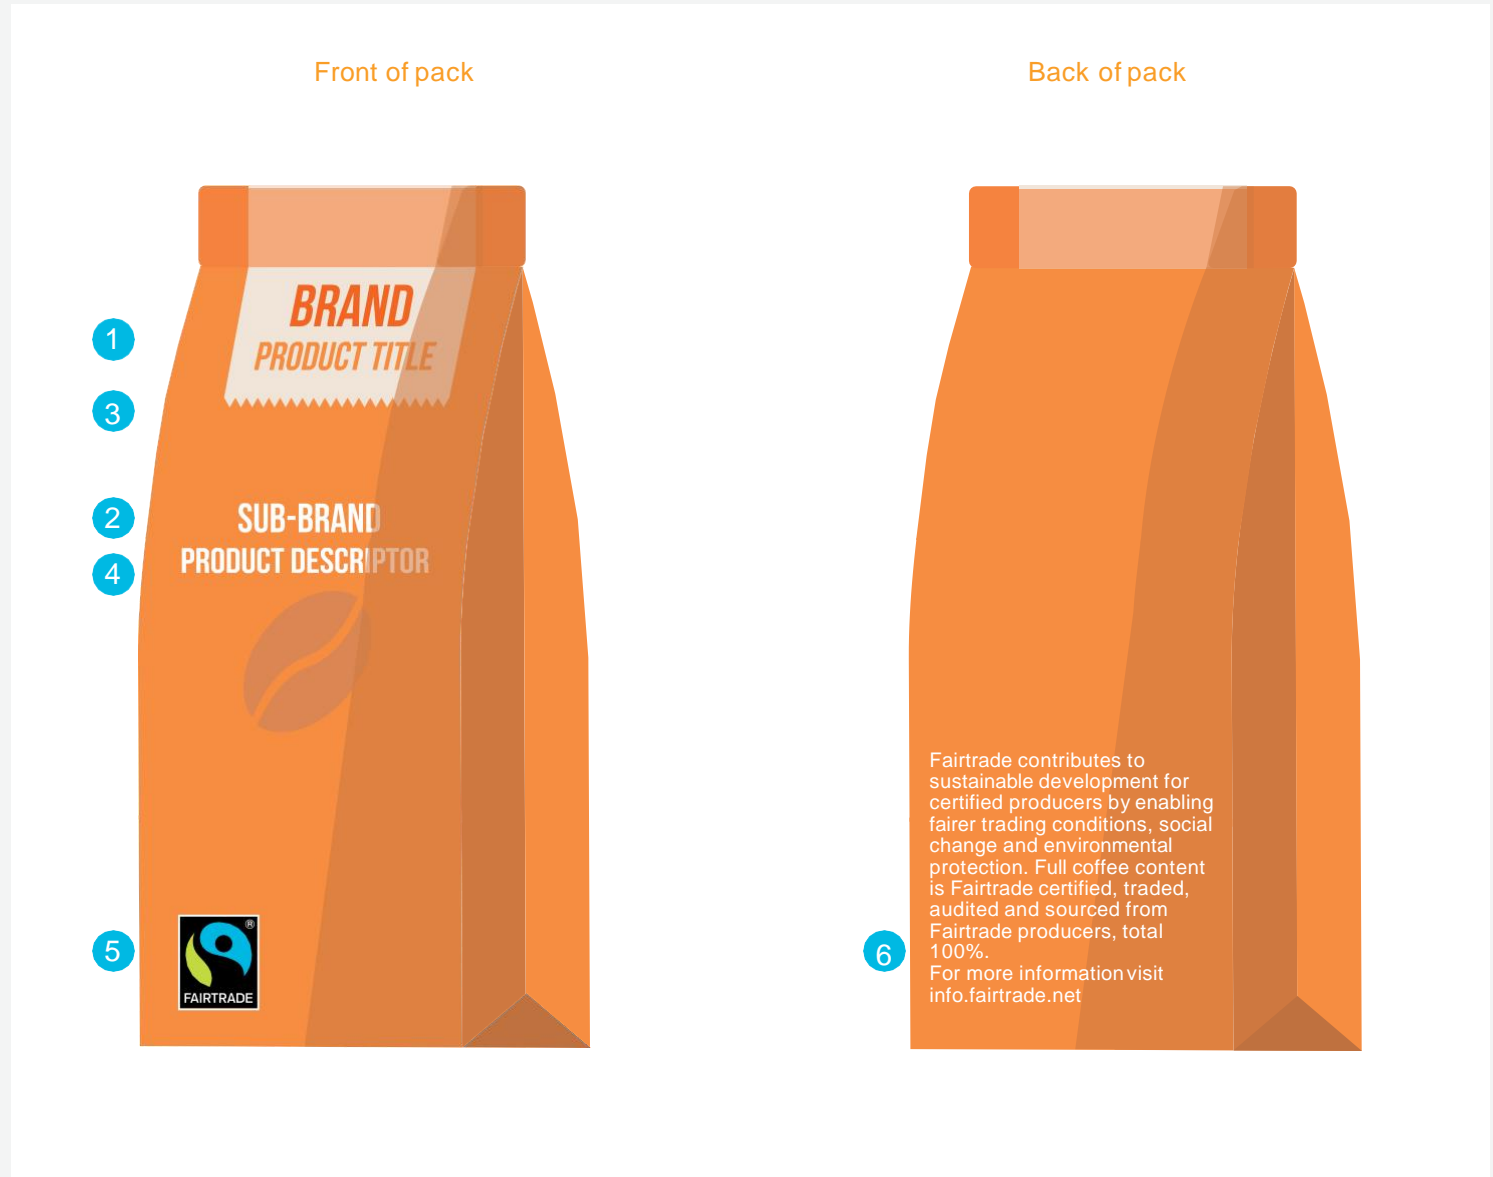 Front of pack
Back of pack
BRAND
1
PRODUCT TITLE
3
2
SUB-BRAND
4
PRODUCT DESCRIPTOR
5
®
FAIRTRADE
Fairtrade contributes to
sustainable development for
certified producers by enabling
fairer trading conditions, social
change and environmental
protection. Full coffee content
is Fairtrade certified, traded,
audited and sourced from
Fairtrade producers, total
6
100%.
For more information visit
info.fairtrade.net